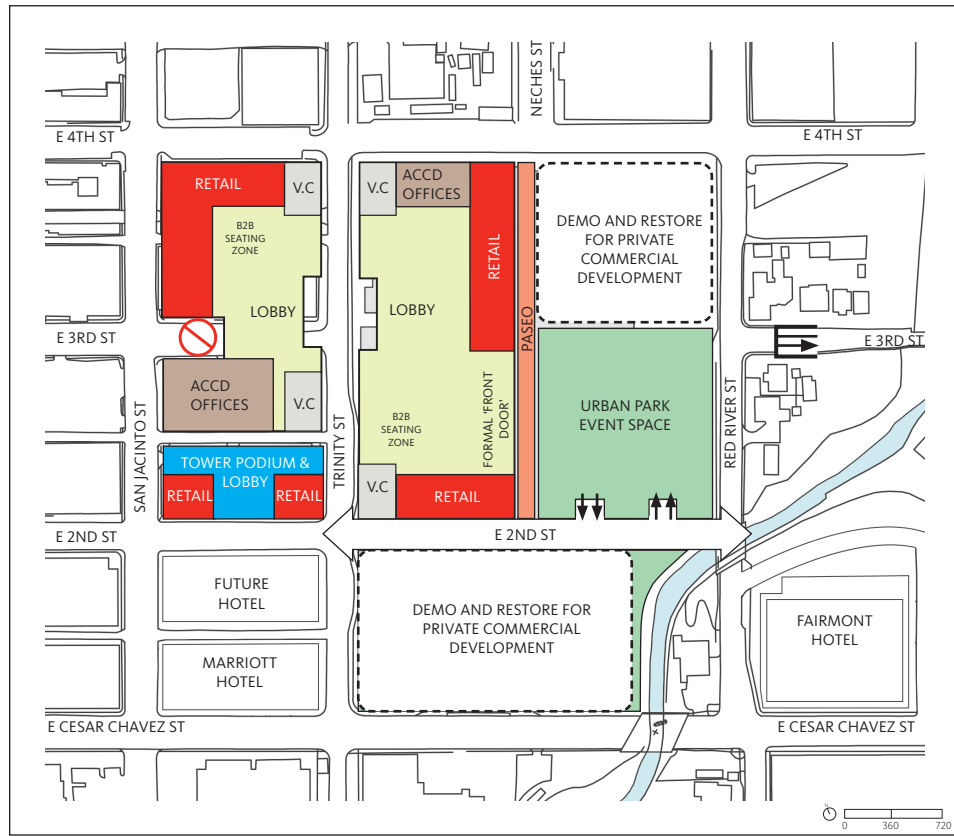 NECHES ST
E 4TH ST
E 4TH ST
RETAIL
V.C
V.C
ACCD
OFFICES
B2B
SEATING
ZONE
LOBBY
LOBBY
RETAIL
PASEO
DEMO AND RESTORE
FOR PRIVATE
COMMERCIAL
DEVELOPMENT
E 3RD ST
E 3RD ST
ACCD
OFFICES
V.C
B2B
SEATING
ZONE
FORMAL ‘FRONT
DOOR’
URBAN PARK
EVENT SPACE
SAN JACINTO ST
TRINITY ST
RED RIVER ST
TOWER PODIUM &
LOBBY
RETAIL
RETAIL
V.C
RETAIL
E 2ND ST
E 2ND ST
FUTURE
HOTEL
DEMO AND RESTORE FOR
PRIVATE COMMERCIAL
DEVELOPMENT
FAIRMONT
HOTEL
MARRIOTT
HOTEL
E CESAR CHAVEZ ST
E CESAR CHAVEZ ST
N
0 360 720